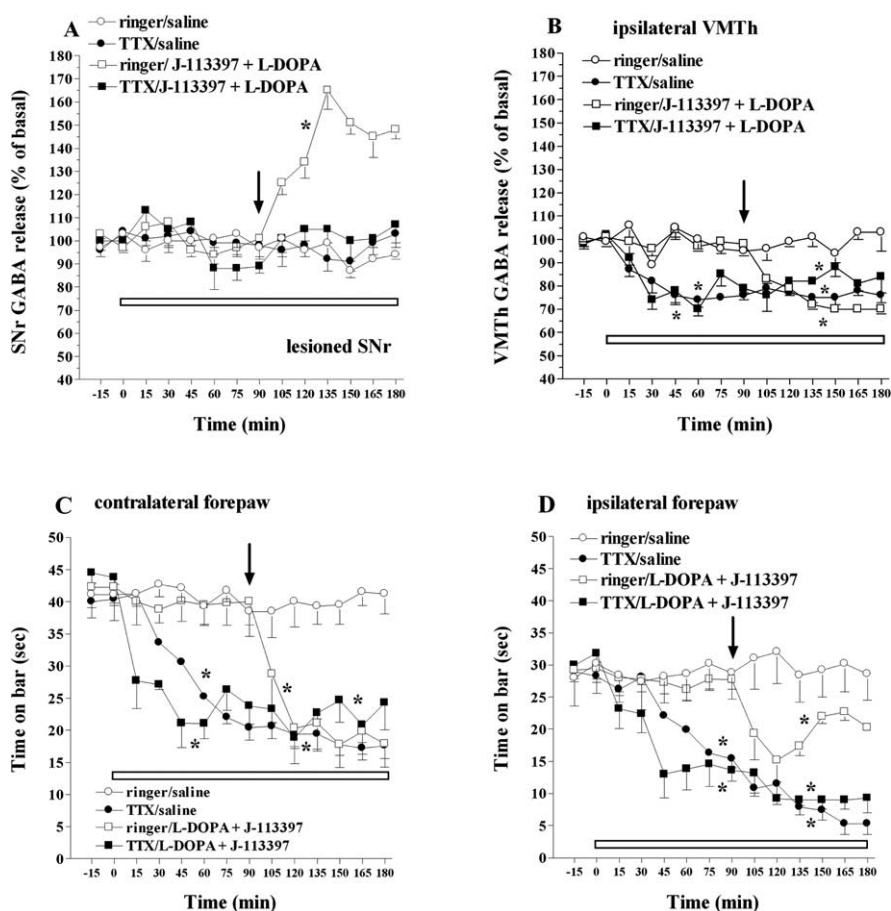 A
ringer/saline
TTX/saline
ringer/ J-113397 + L-DOPA
TTX/J-113397 + L-DOPA
SNr GABA release (% of basal)
180
170
160
150
140
130
120
110
100
90
80
70
60
50
40
*
lesioned SNr
-15 0 15 30 45 60 75 90 105 120 135 150 165 180
Time (min)
B ipsilateral VMTh
ringer/saline
TTX/saline
ringer/J-113397 + L-DOPA
TTX/J-113397 + L-DOPA
VMTh GABA release (% of basal)
180
170
160
150
140
130
120
110
100
90
80
70
60
50
40
* * * * *
-15 0 15 30 45 60 75 90 105 120 135 150 165 180
Time (min)
C contralateral forepaw
Time on bar (sec)
50
45
40
35
30
25
20
15
10
5
0
* * * * *
ringer/saline
TTX/saline
ringer/L-DOPA + J-113397
TTX/L-DOPA + J-113397
-15 0 15 30 45 60 75 90 105 120 135 150 165 180
Time (min)
D ipsilateral forepaw
ringer/saline
TTX/saline
ringer/L-DOPA + J-113397
TTX/L-DOPA + J-113397
Time on bar (sec)
50
45
40
35
30
25
20
15
10
5
0
* * * * *
-15 0 15 30 45 60 75 90 105 120 135 150 165 180
Time (min)